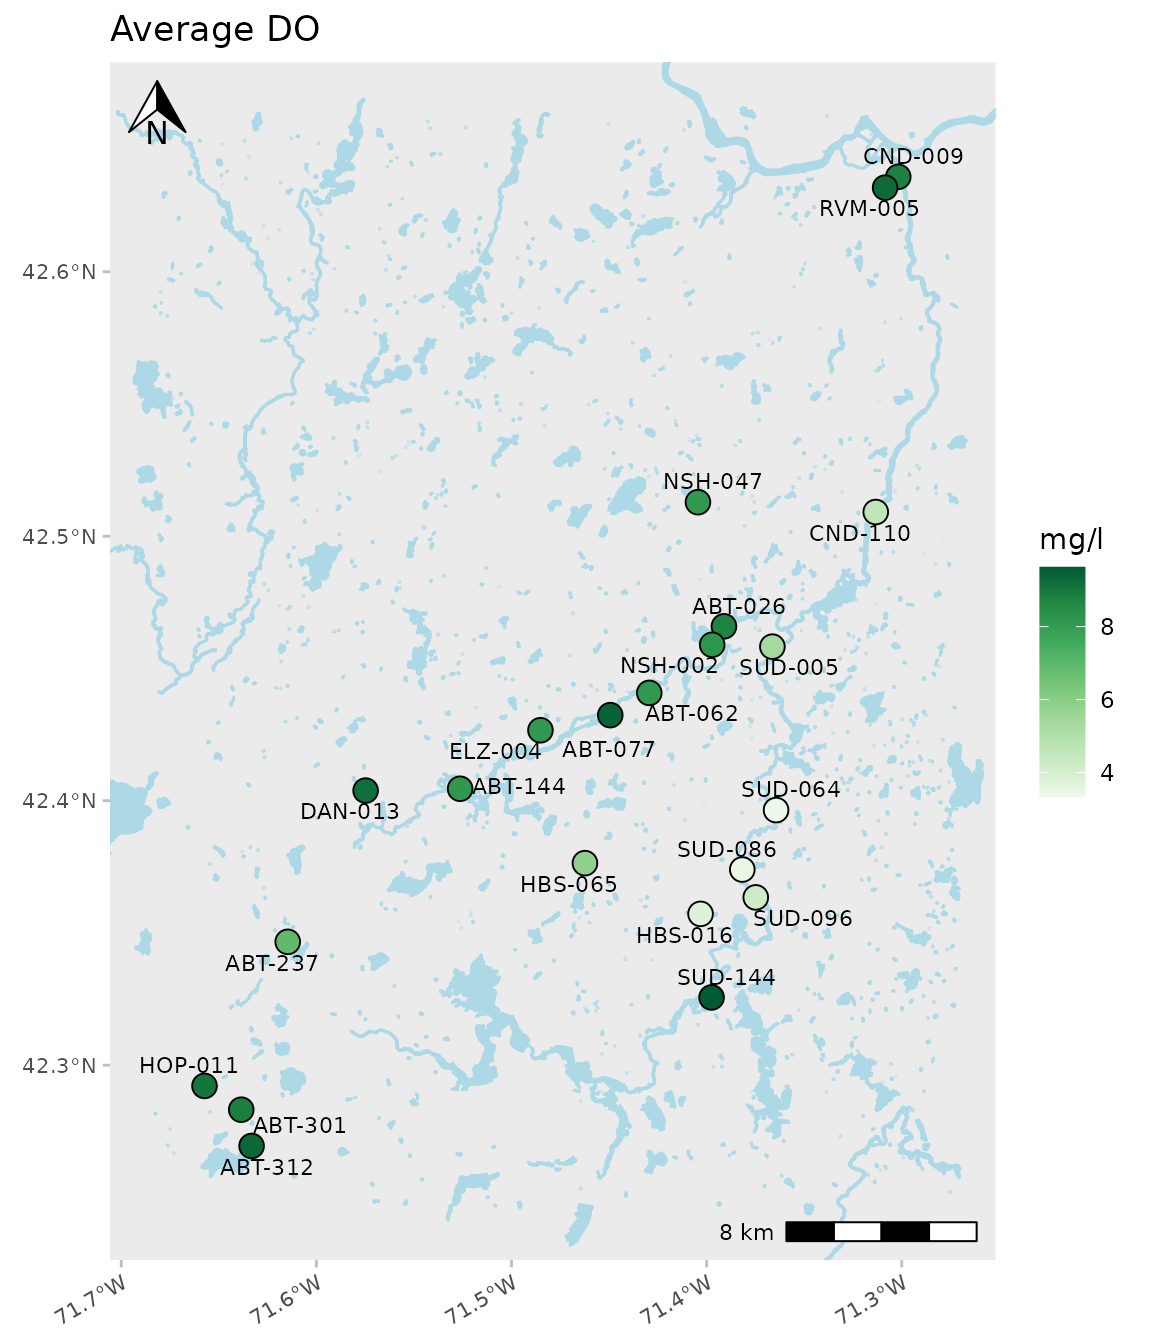 Average DO
N
CND-009
RVM-005
42.6°N
NSH-047
CND-110
42.5°N
mg/l
ABT-026
8
NSH-002
SUD-005
6
ABT-062
ELZ-004
ABT-077
4
SUD-064
ABT-144
42.4°N
DAN-013
SUD-086
HBS-065
SUD-096
HBS-016
ABT-237
SUD-144
42.3°N
HOP-011
ABT-301
ABT-312
8 km
71.7°W
71.6°W
71.5°W
71.4°W
71.3°W